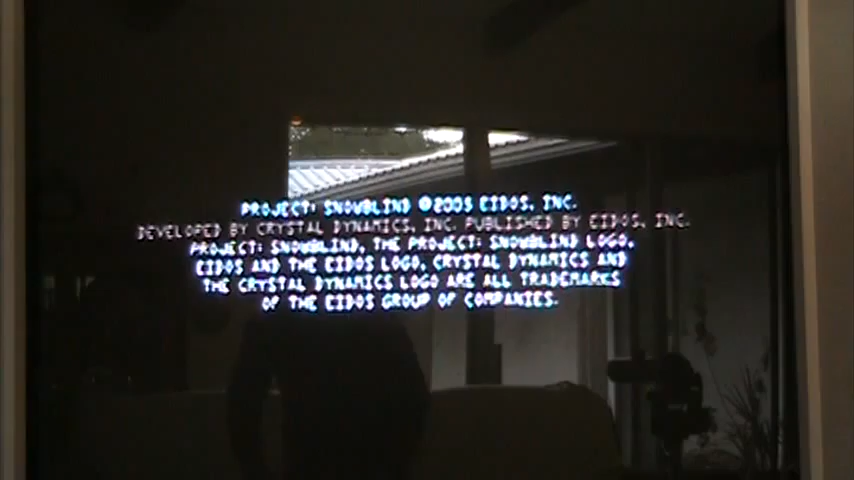 PROJECT: SNOWBLIND ©2005 EIDOS, INC.
DEVELOPED BY CRYSTAL DYNAMICS, INC. PUBLISHED BY EIDOS, INC.
PROJECT: SNOWBLIND, THE PROJECT: SNOWBLIND LOGO,
EIDOS AND THE EIDOS LOGO, CRYSTAL DYNAMICS AND
THE CRYSTAL DYNAMICS LOGO ARE ALL TRADEMARKS
OF THE EIDOS GROUP OF COMPANIES.